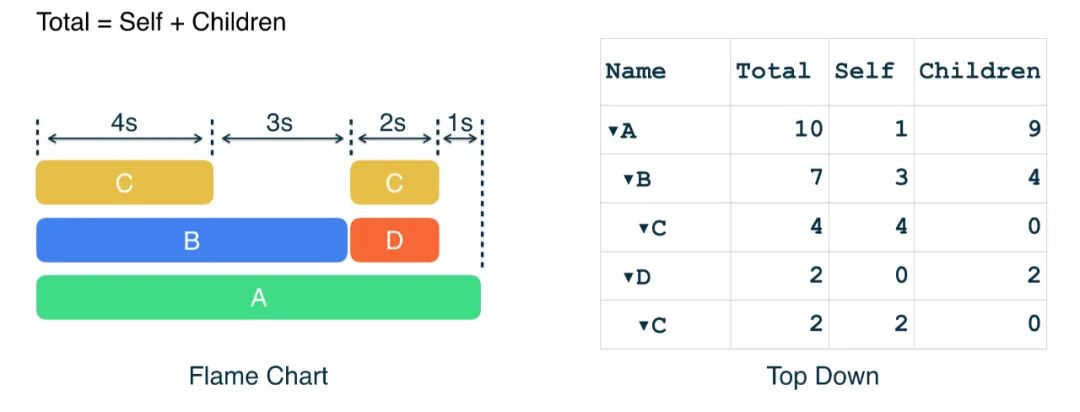 Total = Self + Children
4s 3s 2s 1s
C C
B D
A
Flame Chart
Name Total Self Children
▼A 10 1 9
▼B 7 3 4
▼C 4 4 0
▼D 2 0 2
▼C 2 2 0
Top Down